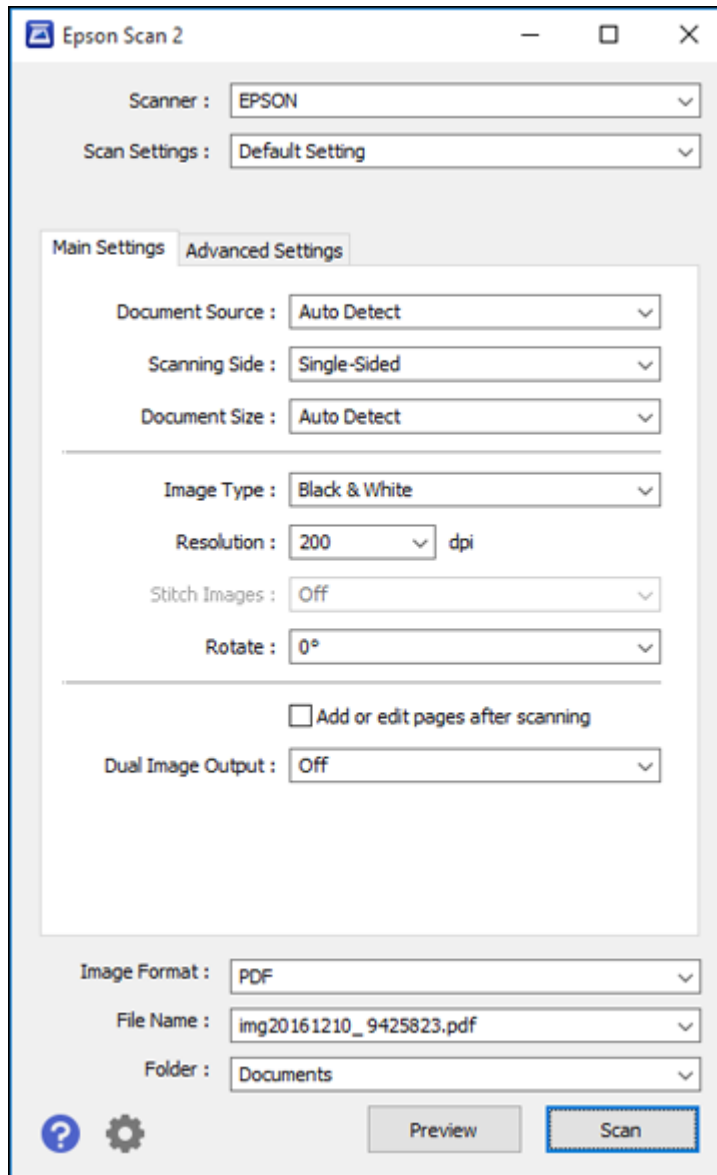 Epson Scan 2
Scanner : EPSON
Scan Settings : Default Setting
Main Settings Advanced Settings
Document Source : Auto Detect
Scanning Side : Single-Sided
Document Size : Auto Detect
Image Type : Black & White
Resolution : 200 dpi
Stitch Images : Off
Rotate : 0°
Add or edit pages after scanning
Dual Image Output : Off
Image Format : PDF
File Name : img20161210_ 9425823.pdf
Folder : Documents
? Preview Scan